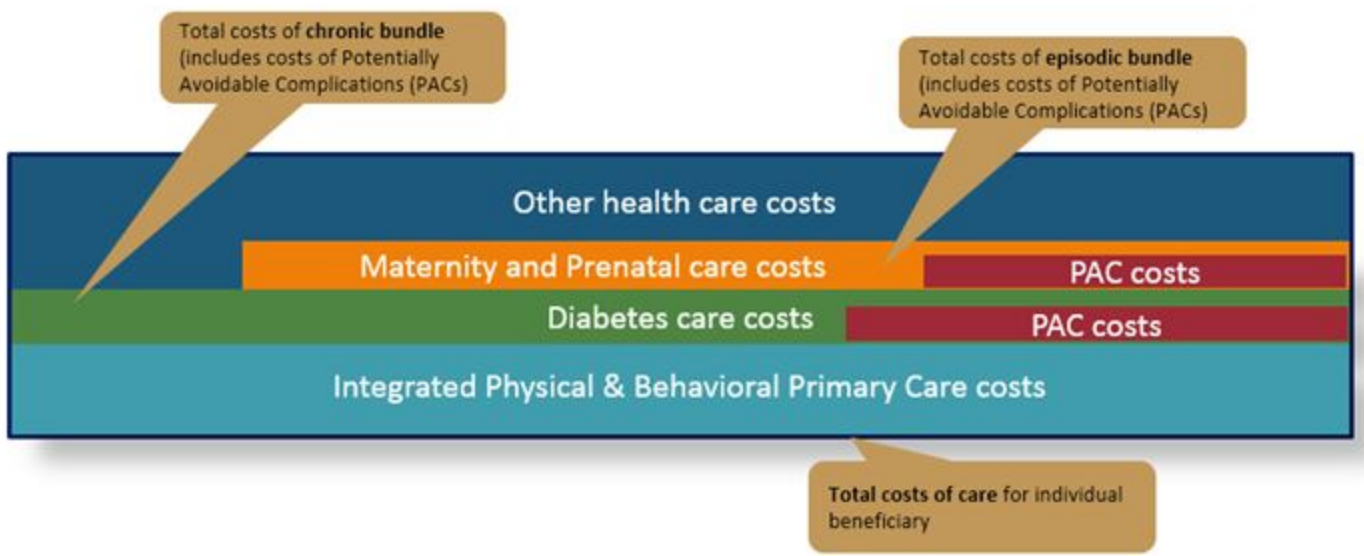 Total costs of chronic bundle
(includes costs of Potentially
Avoidable Complications (PACs)
Total costs of episodic bundle
(includes costs of Potentially
Avoidable Complications (PACs)
Other health care costs
Maternity and Prenatal care costs
PAC costs
Diabetes care costs
PAC costs
Integrated Physical & Behavioral Primary Care costs
Total costs of care for individual
beneficiary